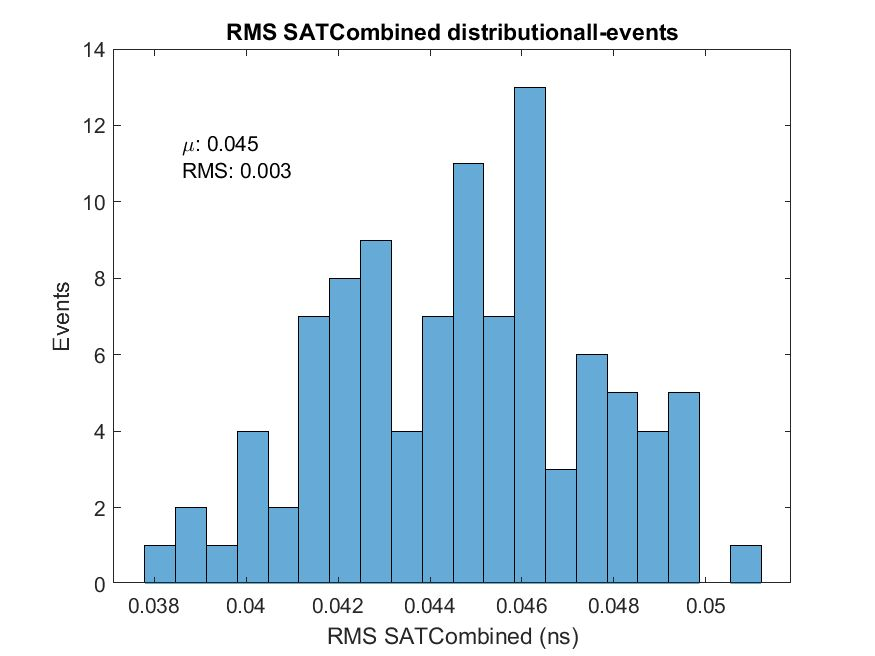 RMS SATCombined distributionall-events
14
12
10
8
6
4
2
0
Events
μ: 0.045
RMS: 0.003
0.038 0.04 0.042 0.044 0.046 0.048 0.05
RMS SATCombined (ns)